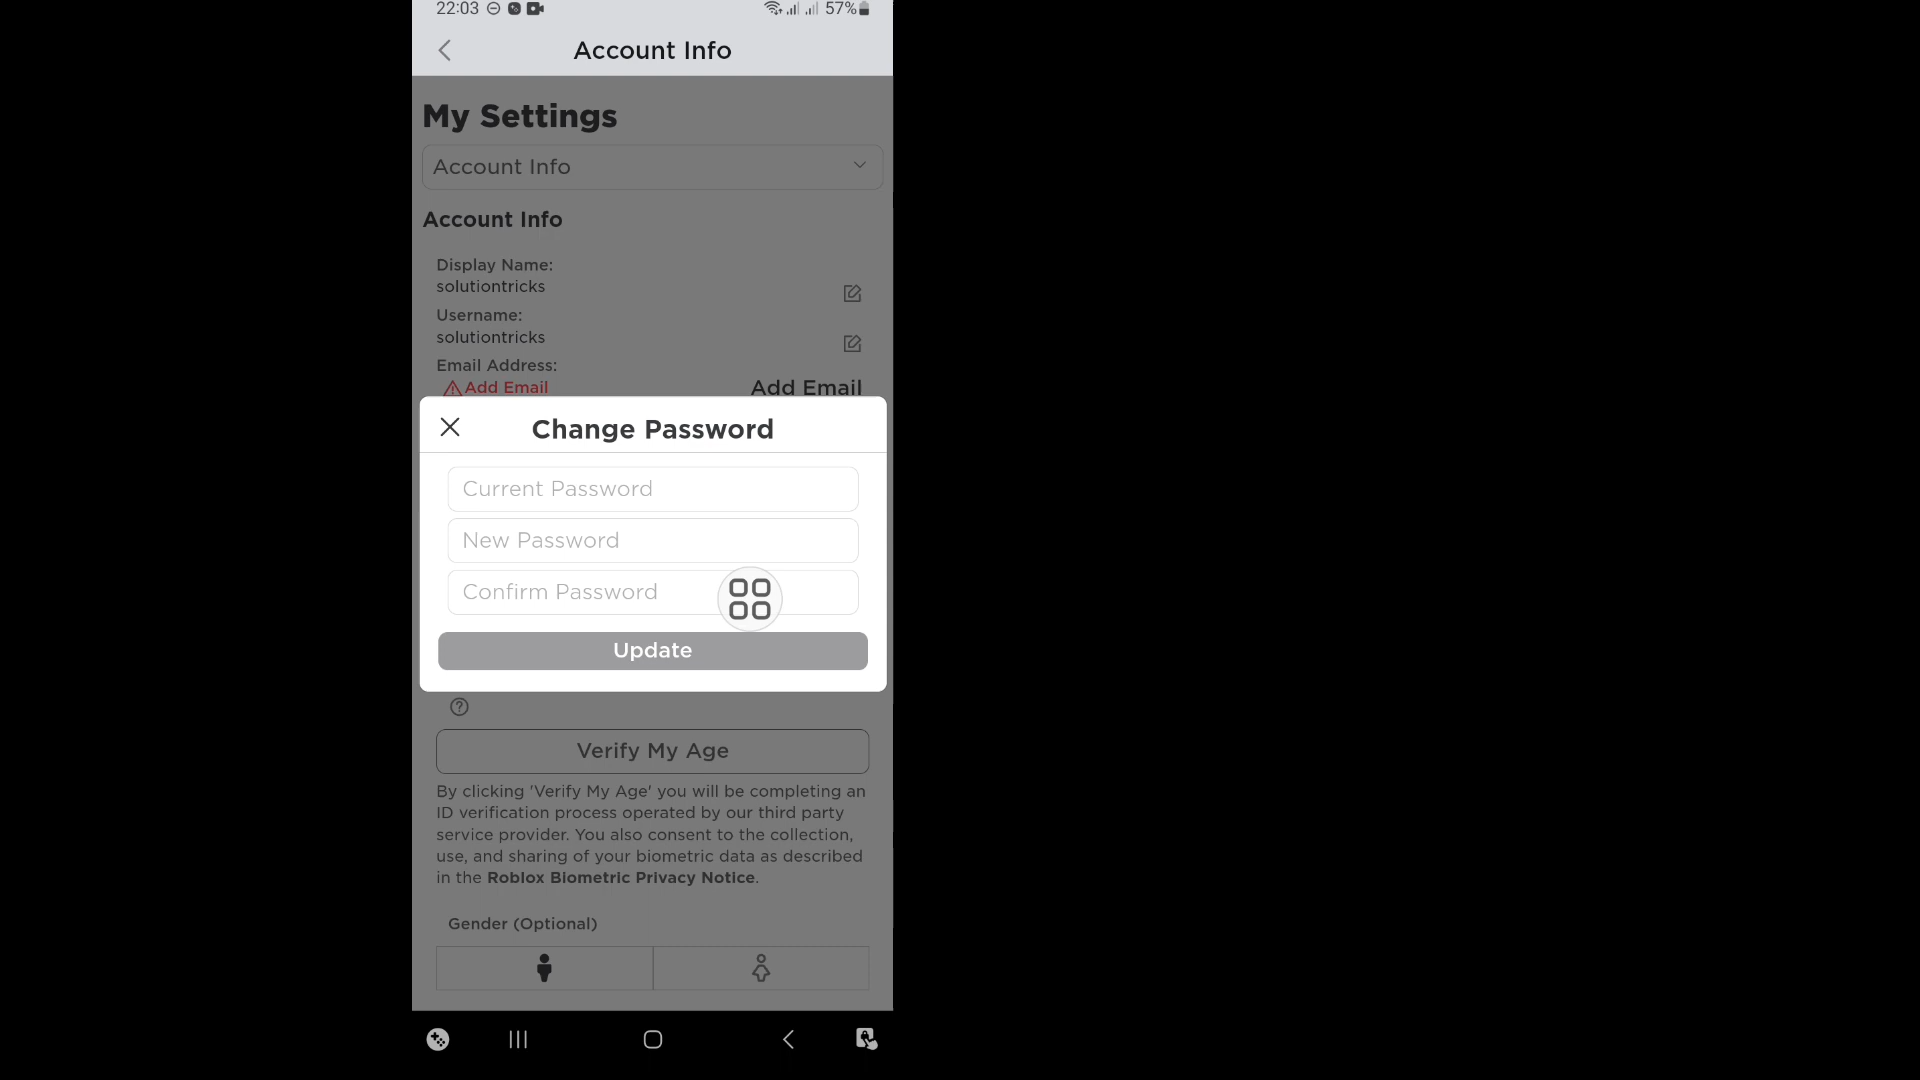 22:03 57%
Account Info
My Settings
Account Info
Account Info
Display Name:
solutiontricks
Username:
solutiontricks
Email Address:
Add Email Add Email
Change Password
Current Password
New Password
Confirm Password
Update
Verify My Age
By clicking 'Verify My Age' you will be completing an
ID verification process operated by our third party
service provider. You also consent to the collection,
use, and sharing of your biometric data as described
in the Roblox Biometric Privacy Notice.
Gender (Optional)